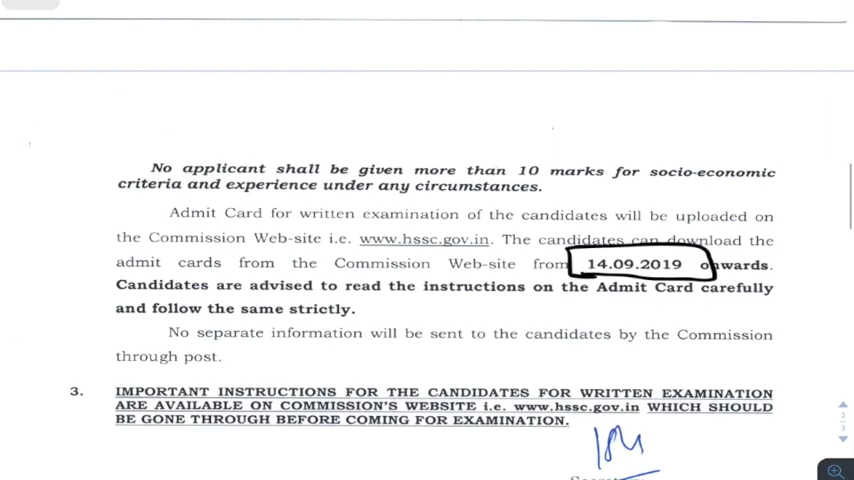 No applicant shall be given more than 10 marks for socio-economic
criteria and experience under any circumstances.
Admit Card for written examination of the candidates will be uploaded on
the Commission Web-site i.e. www.hssc.gov.in. The candidates can download the
admit cards from the Commission Web-site from 14.09.2019 onwards.
Candidates are advised to read the instructions on the Admit Card carefully
and follow the same strictly.
No separate information will be sent to the candidates by the Commission
through post.
3. IMPORTANT INSTRUCTIONS FOR THE CANDIDATES FOR WRITTEN EXAMINATION
ARE AVAILABLE ON COMMISSION'S WEBSITE i.e. www.hssc.gov.in WHICH SHOULD
BE GONE THROUGH BEFORE COMING FOR EXAMINATION.
2
3